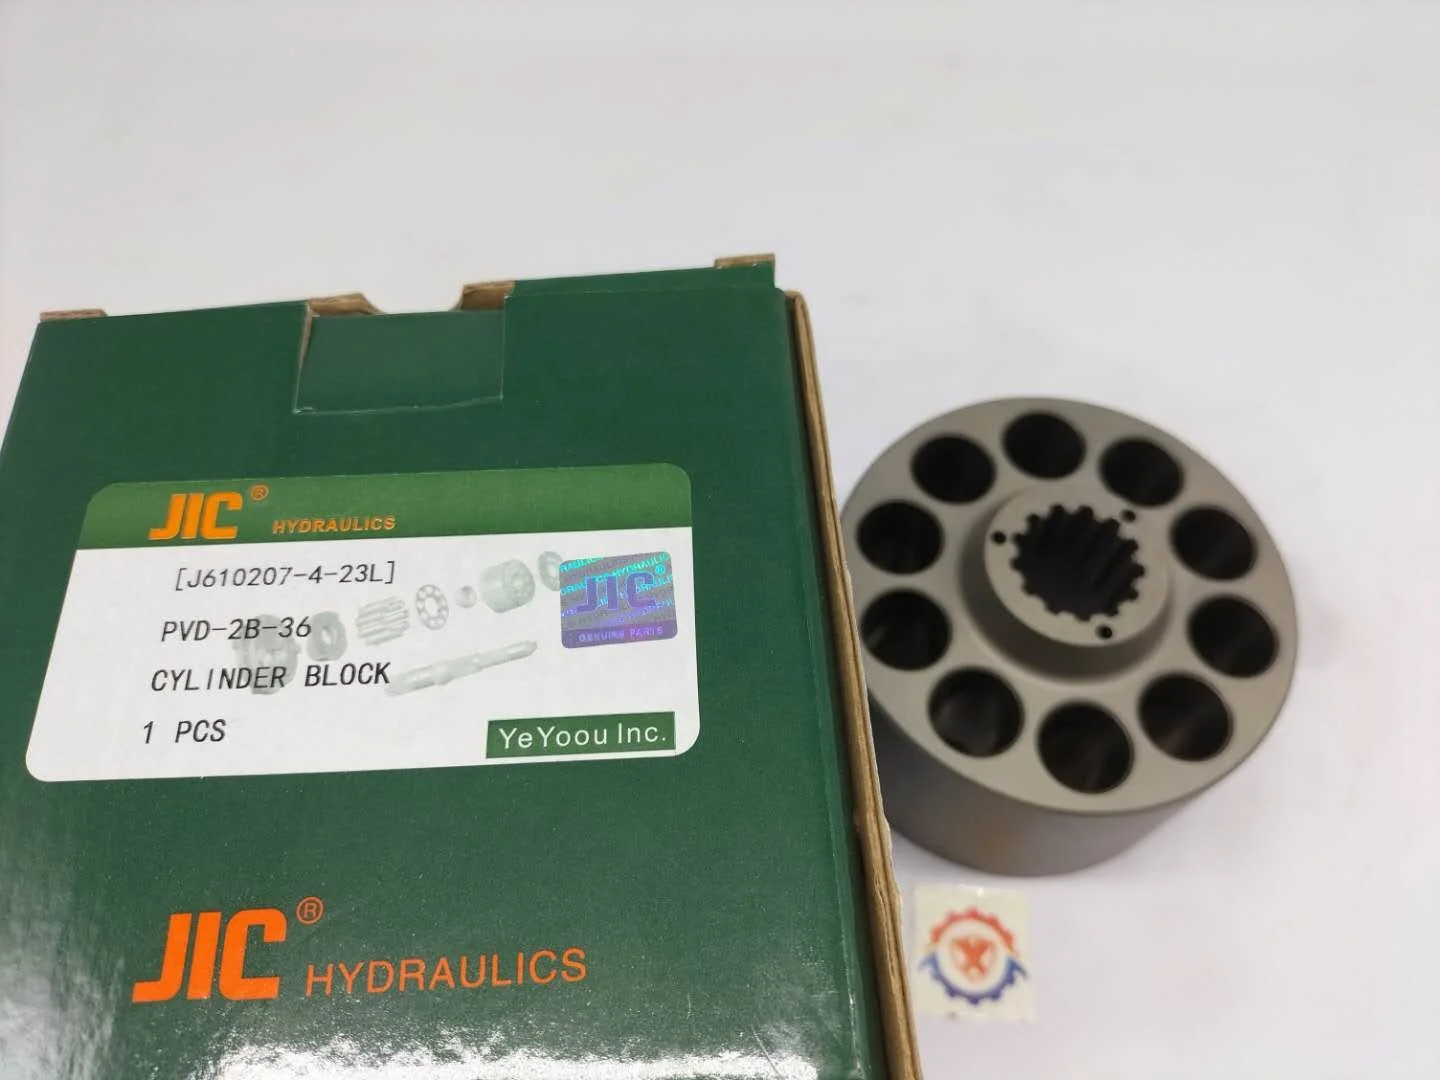 JIC®
HYDRAULICS
[J610207-4-23L]
PVD-2B-36
CYLINDER BLOCK
1 PCS
JIC®
GENUINE PARTS
YeYoou Inc.
JIC®
HYDRAULICS